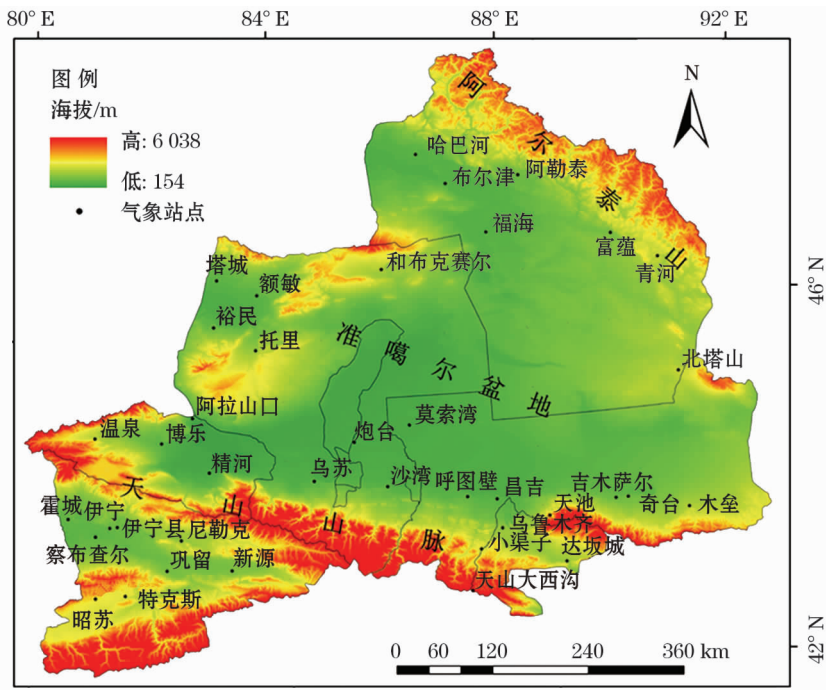 80° E 84° E 88° E 92° E
图 例
海拔/m
高: 6 038
低: 154
气象站点
N
46° N
42° N
阿尔泰山
哈巴河
布尔津
阿勒泰
福海
富蕴
青河
和布克赛尔
塔城
额敏
裕民
托里
准噶尔盆地
北塔山
阿拉山口
莫索湾
温泉
博乐
炮台
精河
乌苏
沙湾
呼图壁
昌吉
吉木萨尔
奇台
木垒
天池
天山山脉
霍城
伊宁
伊宁县
尼勒克
乌鲁木齐
小渠子
达坂城
察布查尔
巩留
新源
天山大西沟
昭苏
特克斯
0 60 120 240 360 km